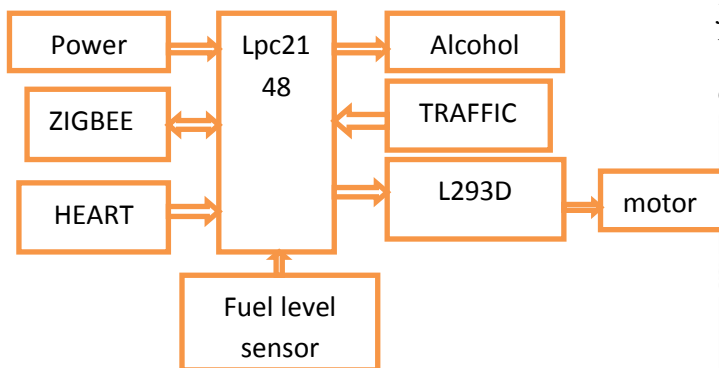 Power
Lpc21
48
Alcohol
ZIGBEE
TRAFFIC
HEART
L293D
motor
Fuel level
sensor